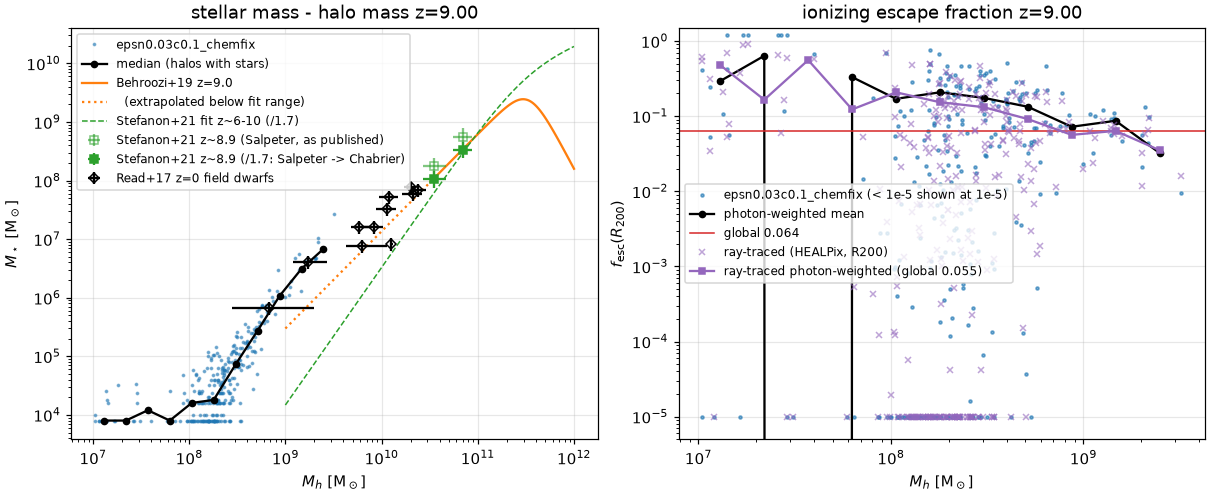 stellar mass - halo mass z=9.00
epsn0.03c0.1_chemfix
median (halos with stars)
Behroozi+19 z=9.0
(extrapolated below fit range)
Stefanon+21 fit z~6-10 (/1.7)
Stefanon+21 z~8.9 (Salpeter, as published)
Stefanon+21 z~8.9 (/1.7: Salpeter -> Chabrier)
Read+17 z=0 field dwarfs
10¹⁰
10⁹
10⁸
10⁷
10⁶
10⁵
10⁴
M⋆ [M⊙]
10⁷ 10⁸ 10⁹ 10¹⁰ 10¹¹ 10¹²
Mₕ [M⊙]
ionizing escape fraction z=9.00
10⁰
10⁻¹
10⁻²
10⁻³
10⁻⁴
10⁻⁵
fesc(R₂₀₀)
epsn0.03c0.1_chemfix (< 1e-5 shown at 1e-5)
photon-weighted mean
global 0.064
ray-traced (HEALPix, R200)
ray-traced photon-weighted (global 0.055)
10⁷ 10⁸ 10⁹
Mₕ [M⊙]